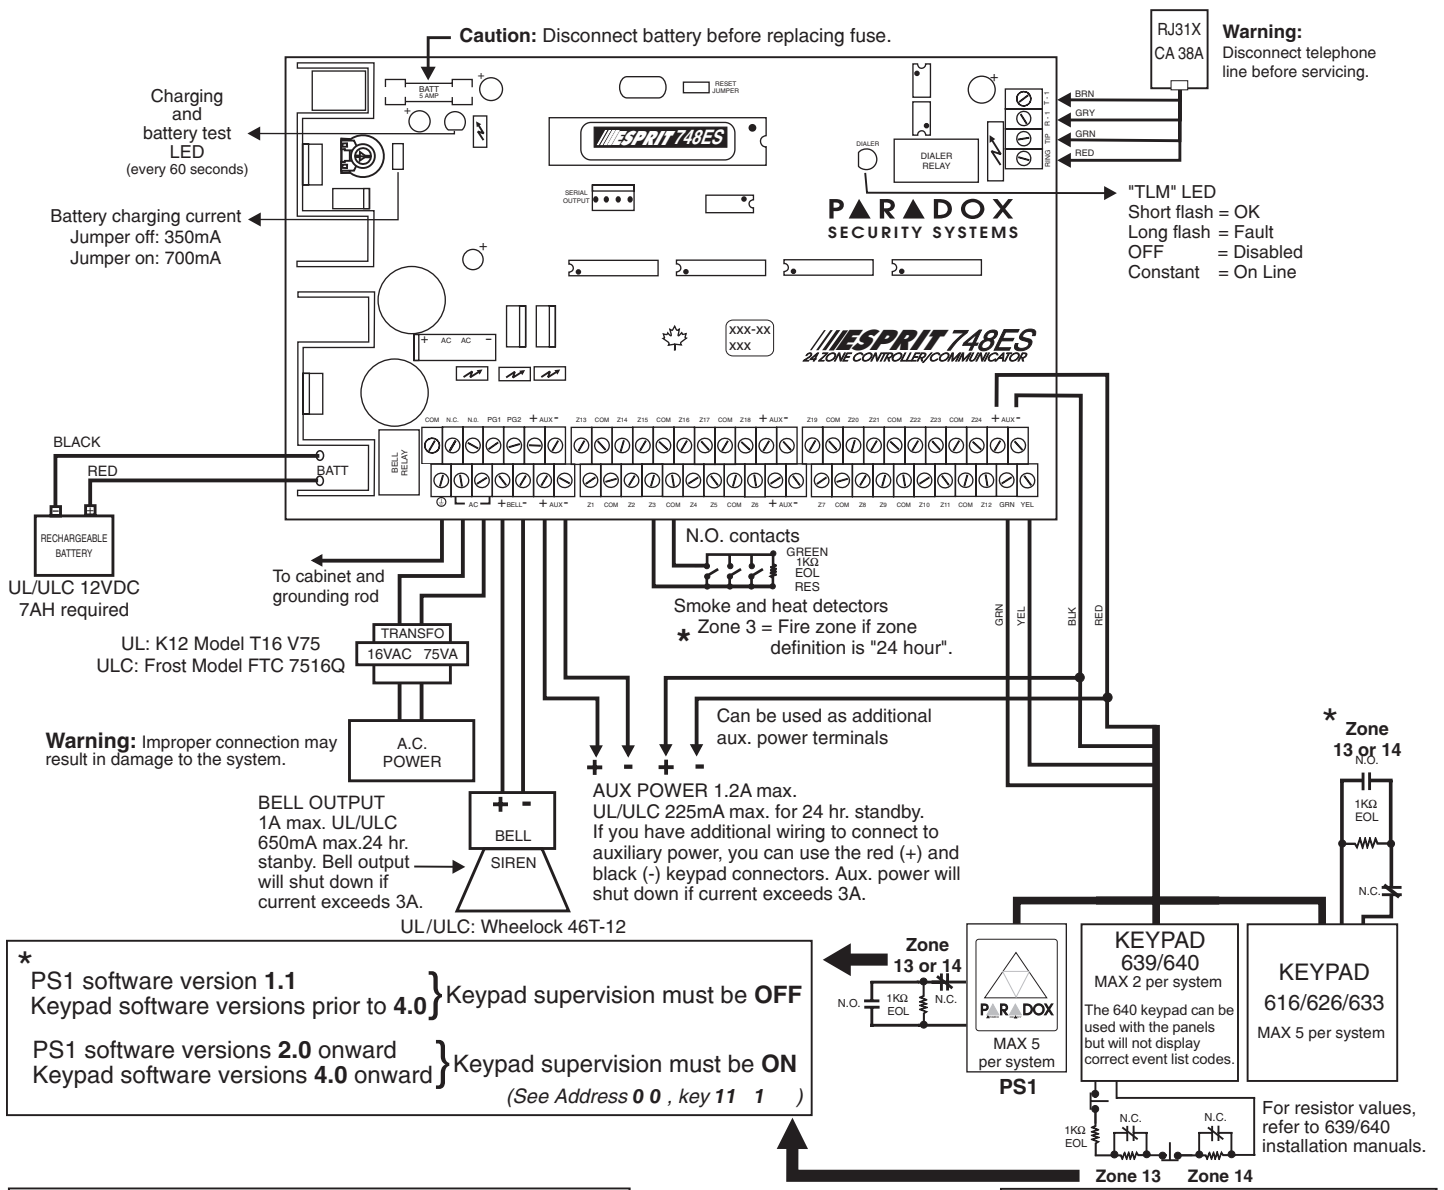 Caution: Disconnect battery before replacing fuse.
RJ31X
CA 38A
Warning:
Disconnect telephone
line before servicing.
Charging
and
battery test
LED
(every 60 seconds)
Battery charging current
Jumper off: 350mA
Jumper on: 700mA
BATT
5 AMP
RESET
JUMPER
ESPRIT 748ES
SERIAL
OUTPUT
DIALER
DIALER
RELAY
T - 1
R - 1
TIP
RING
BRN
GRY
GRN
RED
PARADOX
SECURITY SYSTEMS
"TLM" LED
Short flash = OK
Long flash = Fault
OFF = Disabled
Constant = On Line
+ AC AC -
XXX-XX
XXX
ESPRIT 748ES
24 ZONE CONTROLLER/COMMUNICATOR
COM N.C. N.0. PG1 PG2 + AUX - Z13 COM Z14 Z15 COM Z16 Z17 COM Z18 + AUX - Z19 COM Z20 Z21 COM Z22 Z23 COM Z24 + AUX -
BLACK
RED
BATT
BELL
RELAY
AC + BELL - + AUX - Z1 COM Z2 Z3 COM Z4 Z5 COM Z6 + AUX - Z7 COM Z8 Z9 COM Z10 Z11 COM Z12 GRN YEL
RECHARGEABLE
BATTERY
UL/ULC 12VDC
7AH required
To cabinet and
grounding rod
N.O. contacts
GREEN
1KΩ
EOL
RES
Smoke and heat detectors
* Zone 3 = Fire zone if zone
definition is "24 hour".
GRN
YEL
BLK
RED
UL: K12 Model T16 V75
ULC: Frost Model FTC 7516Q
TRANSFO
16VAC 75VA
Warning: Improper connection may
result in damage to the system.
A.C.
POWER
Can be used as additional
aux. power terminals
+ - + -
AUX POWER 1.2A max.
UL/ULC 225mA max. for 24 hr. standby.
If you have additional wiring to connect to
auxiliary power, you can use the red (+) and
black (-) keypad connectors. Aux. power will
shut down if current exceeds 3A.
BELL OUTPUT
1A max. UL/ULC
650mA max.24 hr.
stanby. Bell output
will shut down if
current exceeds 3A.
+ -
BELL
SIREN
UL/ULC: Wheelock 46T-12
* Zone
13 or 14
N.O.
1KΩ
EOL
N.C.
*
PS1 software version 1.1
Keypad software versions prior to 4.0
} Keypad supervision must be OFF
PS1 software versions 2.0 onward
Keypad software versions 4.0 onward
} Keypad supervision must be ON
(See Address 0 0 , key 11 1 )
Zone
13 or 14
N.O.
1KΩ
EOL
N.C.
PARADOX
MAX 5
per system
PS1
KEYPAD
639/640
MAX 2 per system
The 640 keypad can be
used with the panels
but will not display
correct event list codes.
KEYPAD
616/626/633
MAX 5 per system
1KΩ
EOL
N.C.
N.C.
Zone 13
Zone 14
For resistor values,
refer to 639/640
installation manuals.